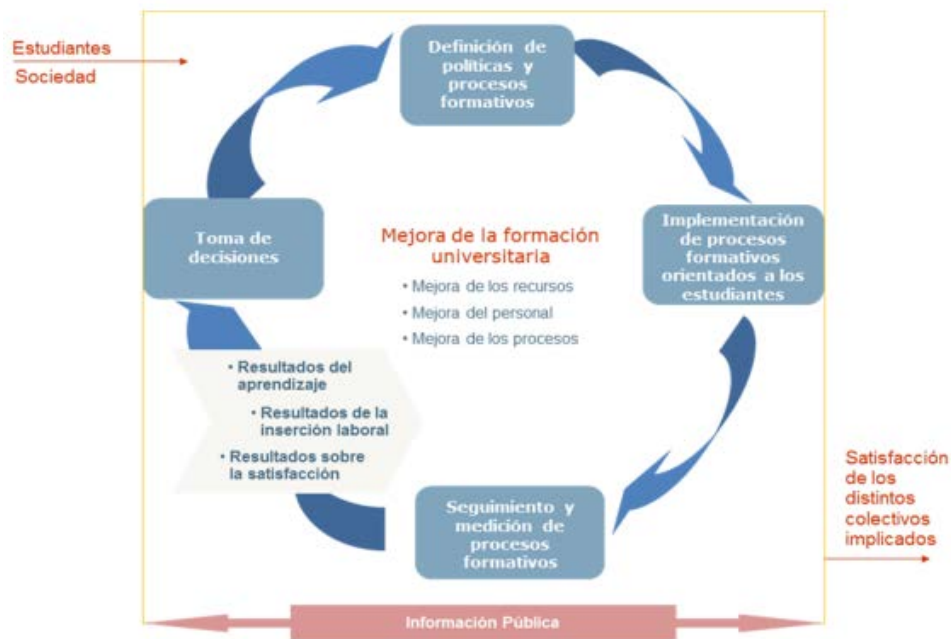 Estudiantes
Sociedad
Definición de
políticas y
procesos
formativos
Toma de
decisiones
Mejora de la formación
universitaria
• Mejora de los recursos
• Mejora del personal
• Mejora de los procesos
Implementación
de procesos
formativos
orientados a los
estudiantes
• Resultados del
aprendizaje
• Resultados de la
inserción laboral
• Resultados sobre
la satisfacción
Seguimiento y
medición de
procesos
formativos
Satisfacción
de los
distintos
colectivos
implicados
Información Pública